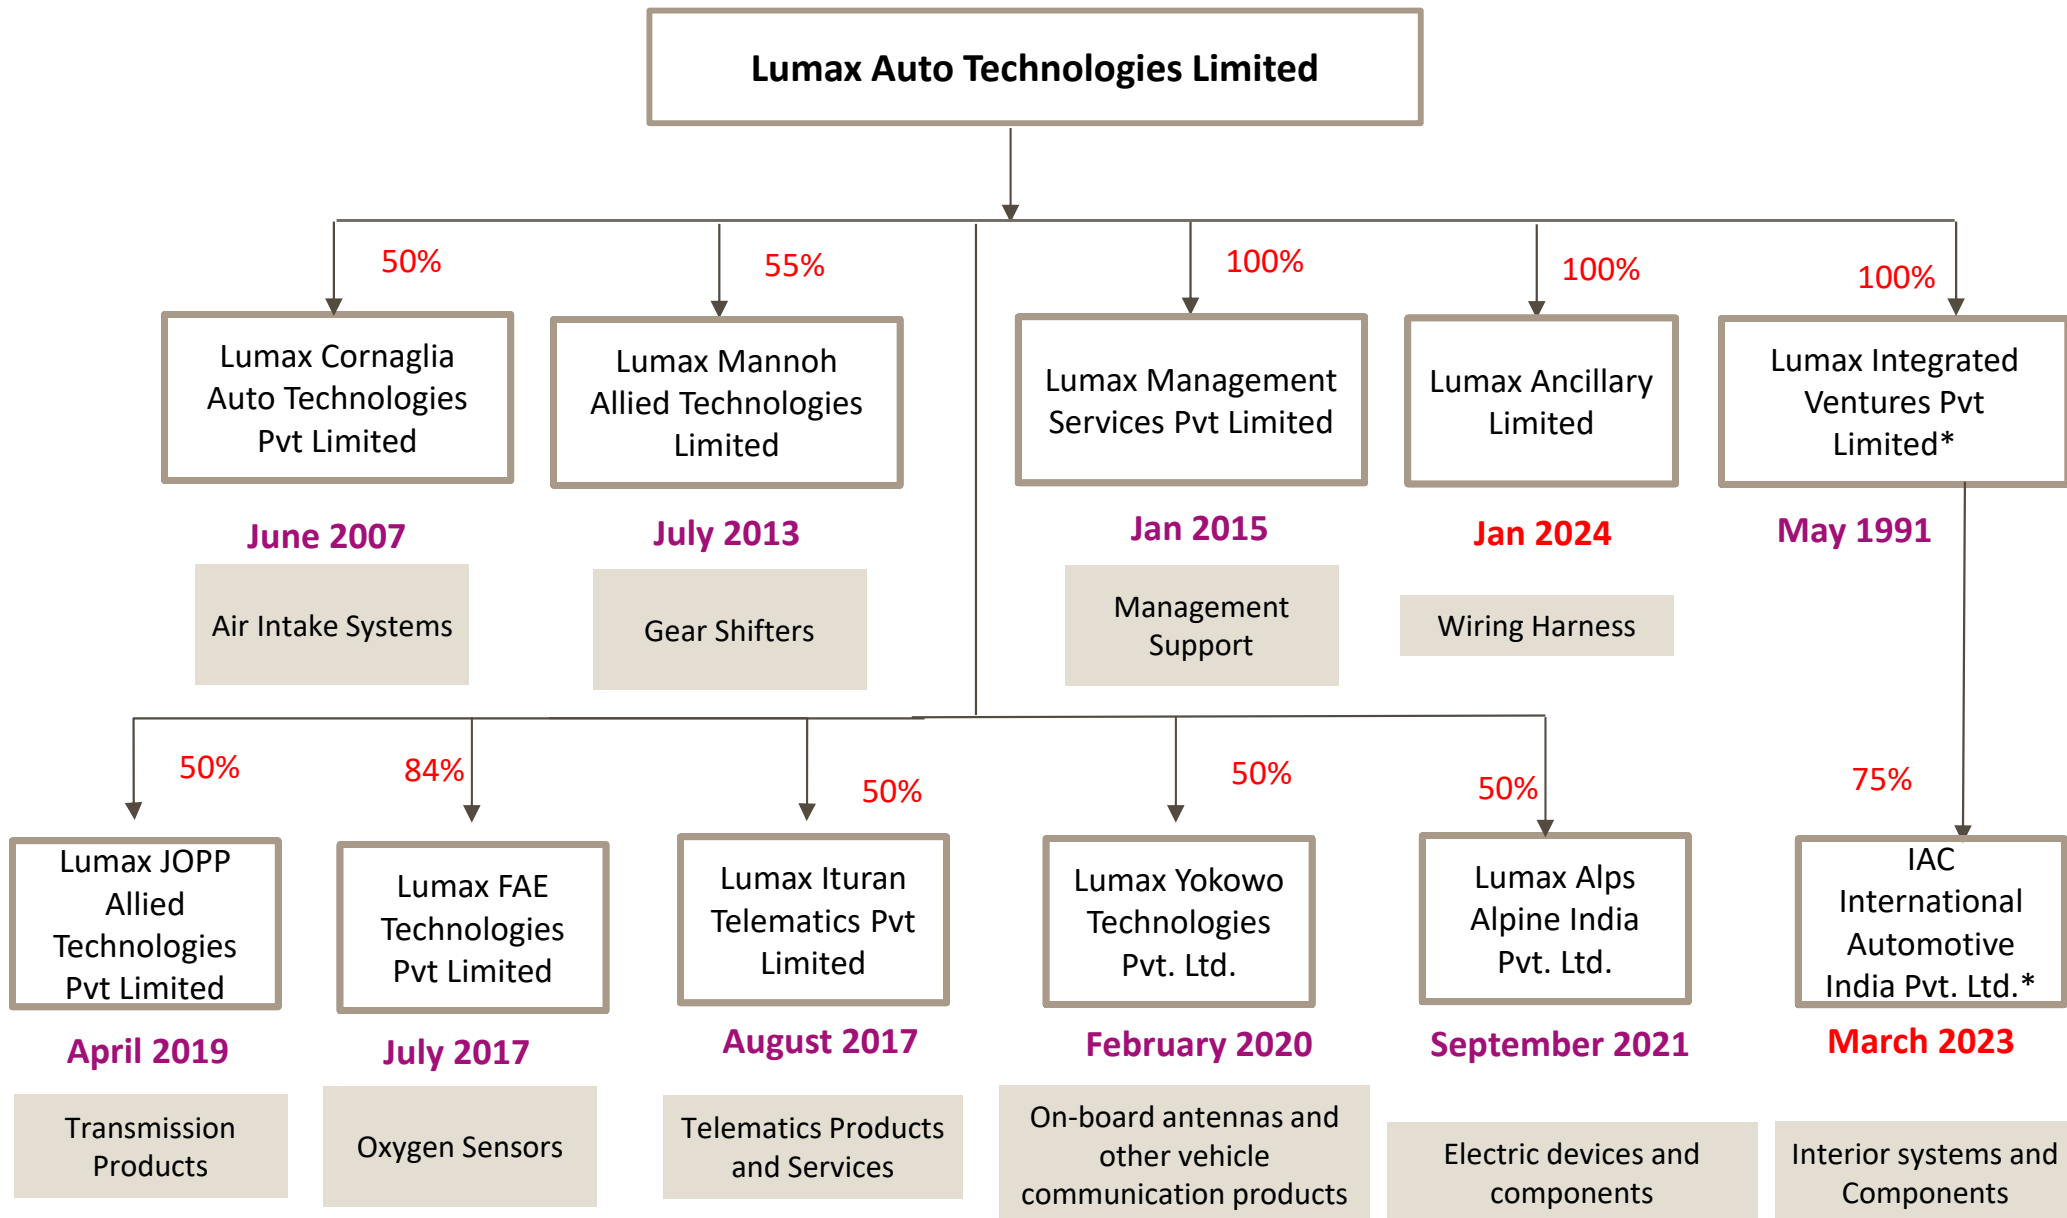 Lumax Auto Technologies Limited
50%
55%
100%
100%
100%
Lumax Cornaglia
Auto Technologies
Pvt Limited
Lumax Mannoh
Allied Technologies
Limited
Lumax Management
Services Pvt Limited
Lumax Ancillary
Limited
Lumax Integrated
Ventures Pvt
Limited*
June 2007
July 2013
Jan 2015
Jan 2024
May 1991
Air Intake Systems
Gear Shifters
Management
Support
Wiring Harness
50%
84%
50%
50%
50%
75%
Lumax JOPP
Allied
Technologies
Pvt Limited
Lumax FAE
Technologies
Pvt Limited
Lumax Ituran
Telematics Pvt
Limited
Lumax Yokowo
Technologies
Pvt. Ltd.
Lumax Alps
Alpine India
Pvt. Ltd.
IAC
International
Automotive
India Pvt. Ltd.*
April 2019
July 2017
August 2017
February 2020
September 2021
March 2023
Transmission
Products
Oxygen Sensors
Telematics Products
and Services
On-board antennas and
other vehicle
communication products
Electric devices and
components
Interior systems and
Components